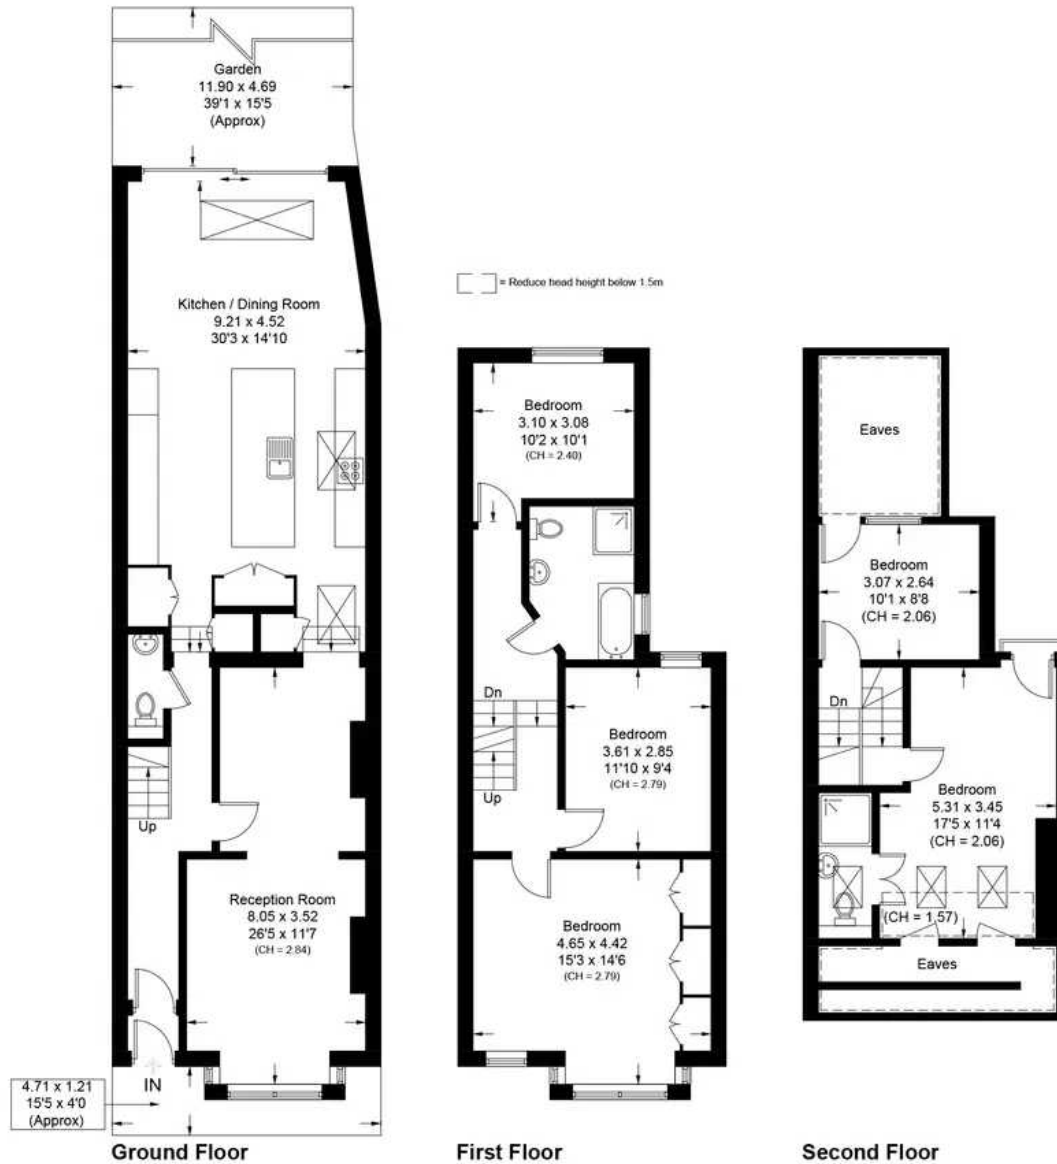 Garden
11.90 x 4.69
39'1 x 15'5
(Approx)
Kitchen / Dining Room
9.21 x 4.52
30'3 x 14'10
Up
Reception Room
8.05 x 3.52
26'5 x 11'7
(CH = 2.84)
IN
4.71 x 1.21
15'5 x 4'0
(Approx)
Ground Floor
= Reduce head height below 1.5m
Bedroom
3.10 x 3.08
10'2 x 10'1
(CH = 2.40)
Dn
Up
Bedroom
3.61 x 2.85
11'10 x 9'4
(CH = 2.79)
Bedroom
4.65 x 4.42
15'3 x 14'6
(CH = 2.79)
First Floor
Eaves
Bedroom
3.07 x 2.64
10'1 x 8'8
(CH = 2.06)
Dn
Bedroom
5.31 x 3.45
17'5 x 11'4
(CH = 2.06)
(CH = 1.57)
Eaves
Second Floor